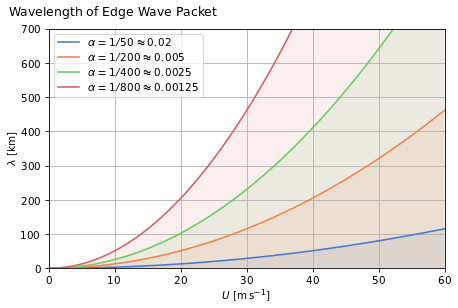 Wavelength of Edge Wave Packet
700
600
500
400
300
200
100
0
λ [km]
α = 1/50 ≈ 0.02
α = 1/200 ≈ 0.005
α = 1/400 ≈ 0.0025
α = 1/800 ≈ 0.00125
0 10 20 30 40 50 60
U [m s⁻¹]